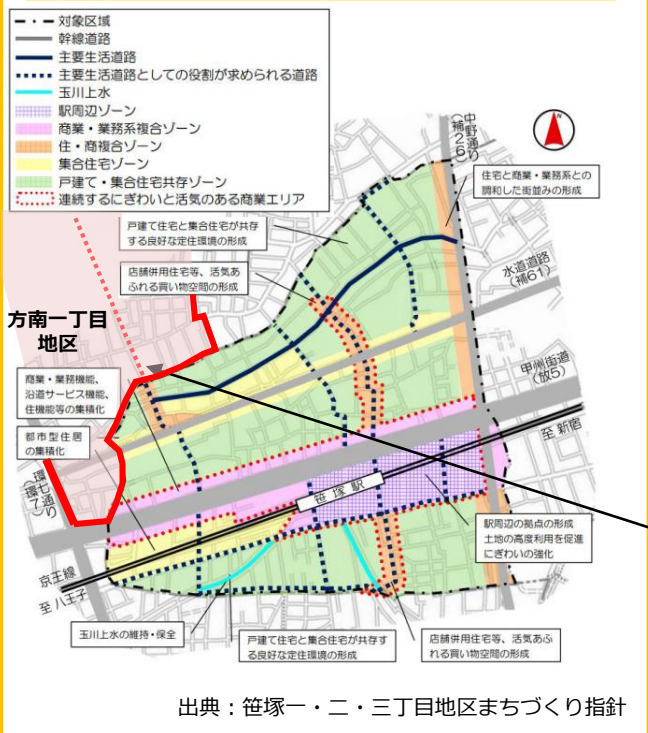 対象区域
幹線道路
主要生活道路
主要生活道路としての役割が求められる道路
玉川上水
駅周辺ゾーン
商業・業務系複合ゾーン
住・商複合ゾーン
集合住宅ゾーン
戸建て・集合住宅共存ゾーン
連続するにぎわいと活気のある商業エリア
中野通り
(補26)
N
住宅と商業・業務系との
調和した街並みの形成
戸建て住宅と集合住宅が共存
する良好な定住環境の形成
店舗併用住宅等、活気あ
ふれる買い物空間の形成
水道道路
(補61)
方南一丁目
地区
商業・業務機能、
沿道サービス機能、
住機能等の集積化
甲州街道
(放5)
都市型住居
の集積化
至 新宿
環七通り
(環7)
笹塚駅
駅周辺の拠点の形成
土地の高度利用を促進
にぎわいの強化
京王線
至 八王子
玉川上水の維持・保全
戸建て住宅と集合住宅が共存す
る良好な定住環境の形成
店舗併用住宅等、活気あふ
れる買い物空間の形成
出典：笹塚一・二・三丁目地区まちづくり指針